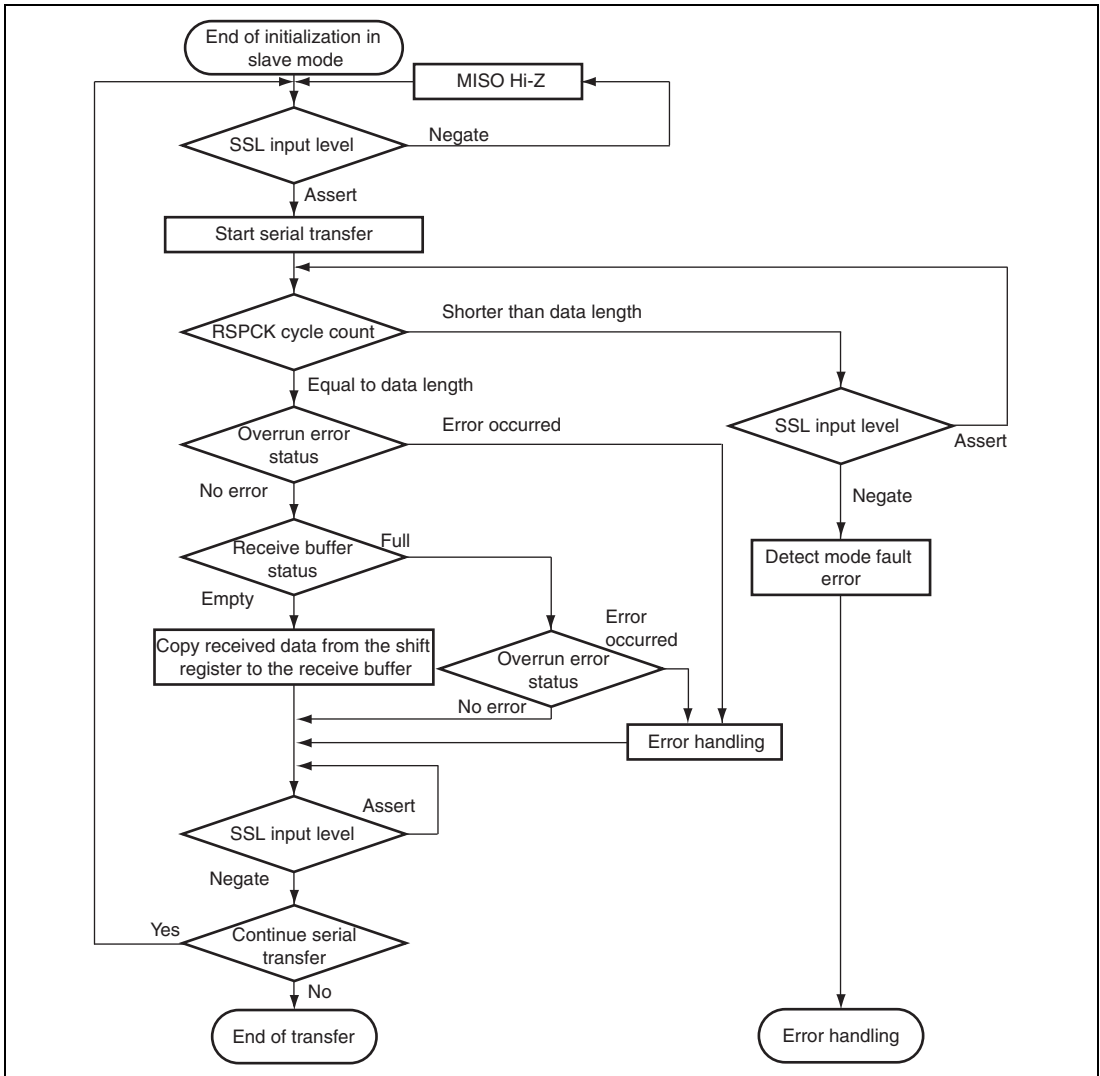 End of initialization in
slave mode
MISO Hi-Z
SSL input level
Negate
Assert
Start serial transfer
RSPCK cycle count
Shorter than data length
Equal to data length
SSL input level
Assert
Negate
Overrun error
status
Error occurred
No error
Receive buffer
status
Full
Empty
Detect mode fault
error
Copy received data from the shift
register to the receive buffer
Error
occurred
Overrun error
status
No error
Error handling
Assert
SSL input level
Negate
Yes
Continue serial
transfer
No
End of transfer
Error handling